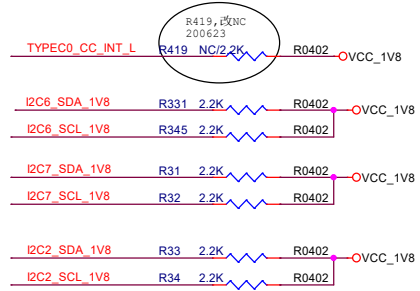 R419,改NC
200623
TYPEC0_CC_INT_L R419 NC/2.2K R0402 VCC_1V8
I2C6_SDA_1V8 R331 2.2K R0402 VCC_1V8
I2C6_SCL_1V8 R345 2.2K R0402
I2C7_SDA_1V8 R31 2.2K R0402 VCC_1V8
I2C7_SCL_1V8 R32 2.2K R0402
I2C2_SDA_1V8 R33 2.2K R0402 VCC_1V8
I2C2_SCL_1V8 R34 2.2K R0402